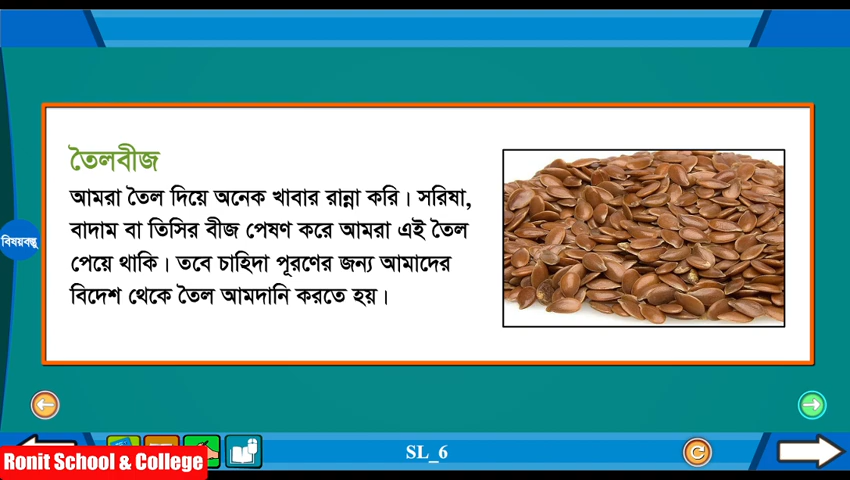 তৈলবীজ
আমরা তৈল দিয়ে অনেক খাবার রান্না করি। সরিষা,
বাদাম বা তিসির বীজ পেষণ করে আমরা এই তৈল
পেয়ে থাকি। তবে চাহিদা পূরণের জন্য আমাদের
বিদেশ থেকে তৈল আমদানি করতে হয়।
বিষয়বস্তু
SL_6
Ronit School & College